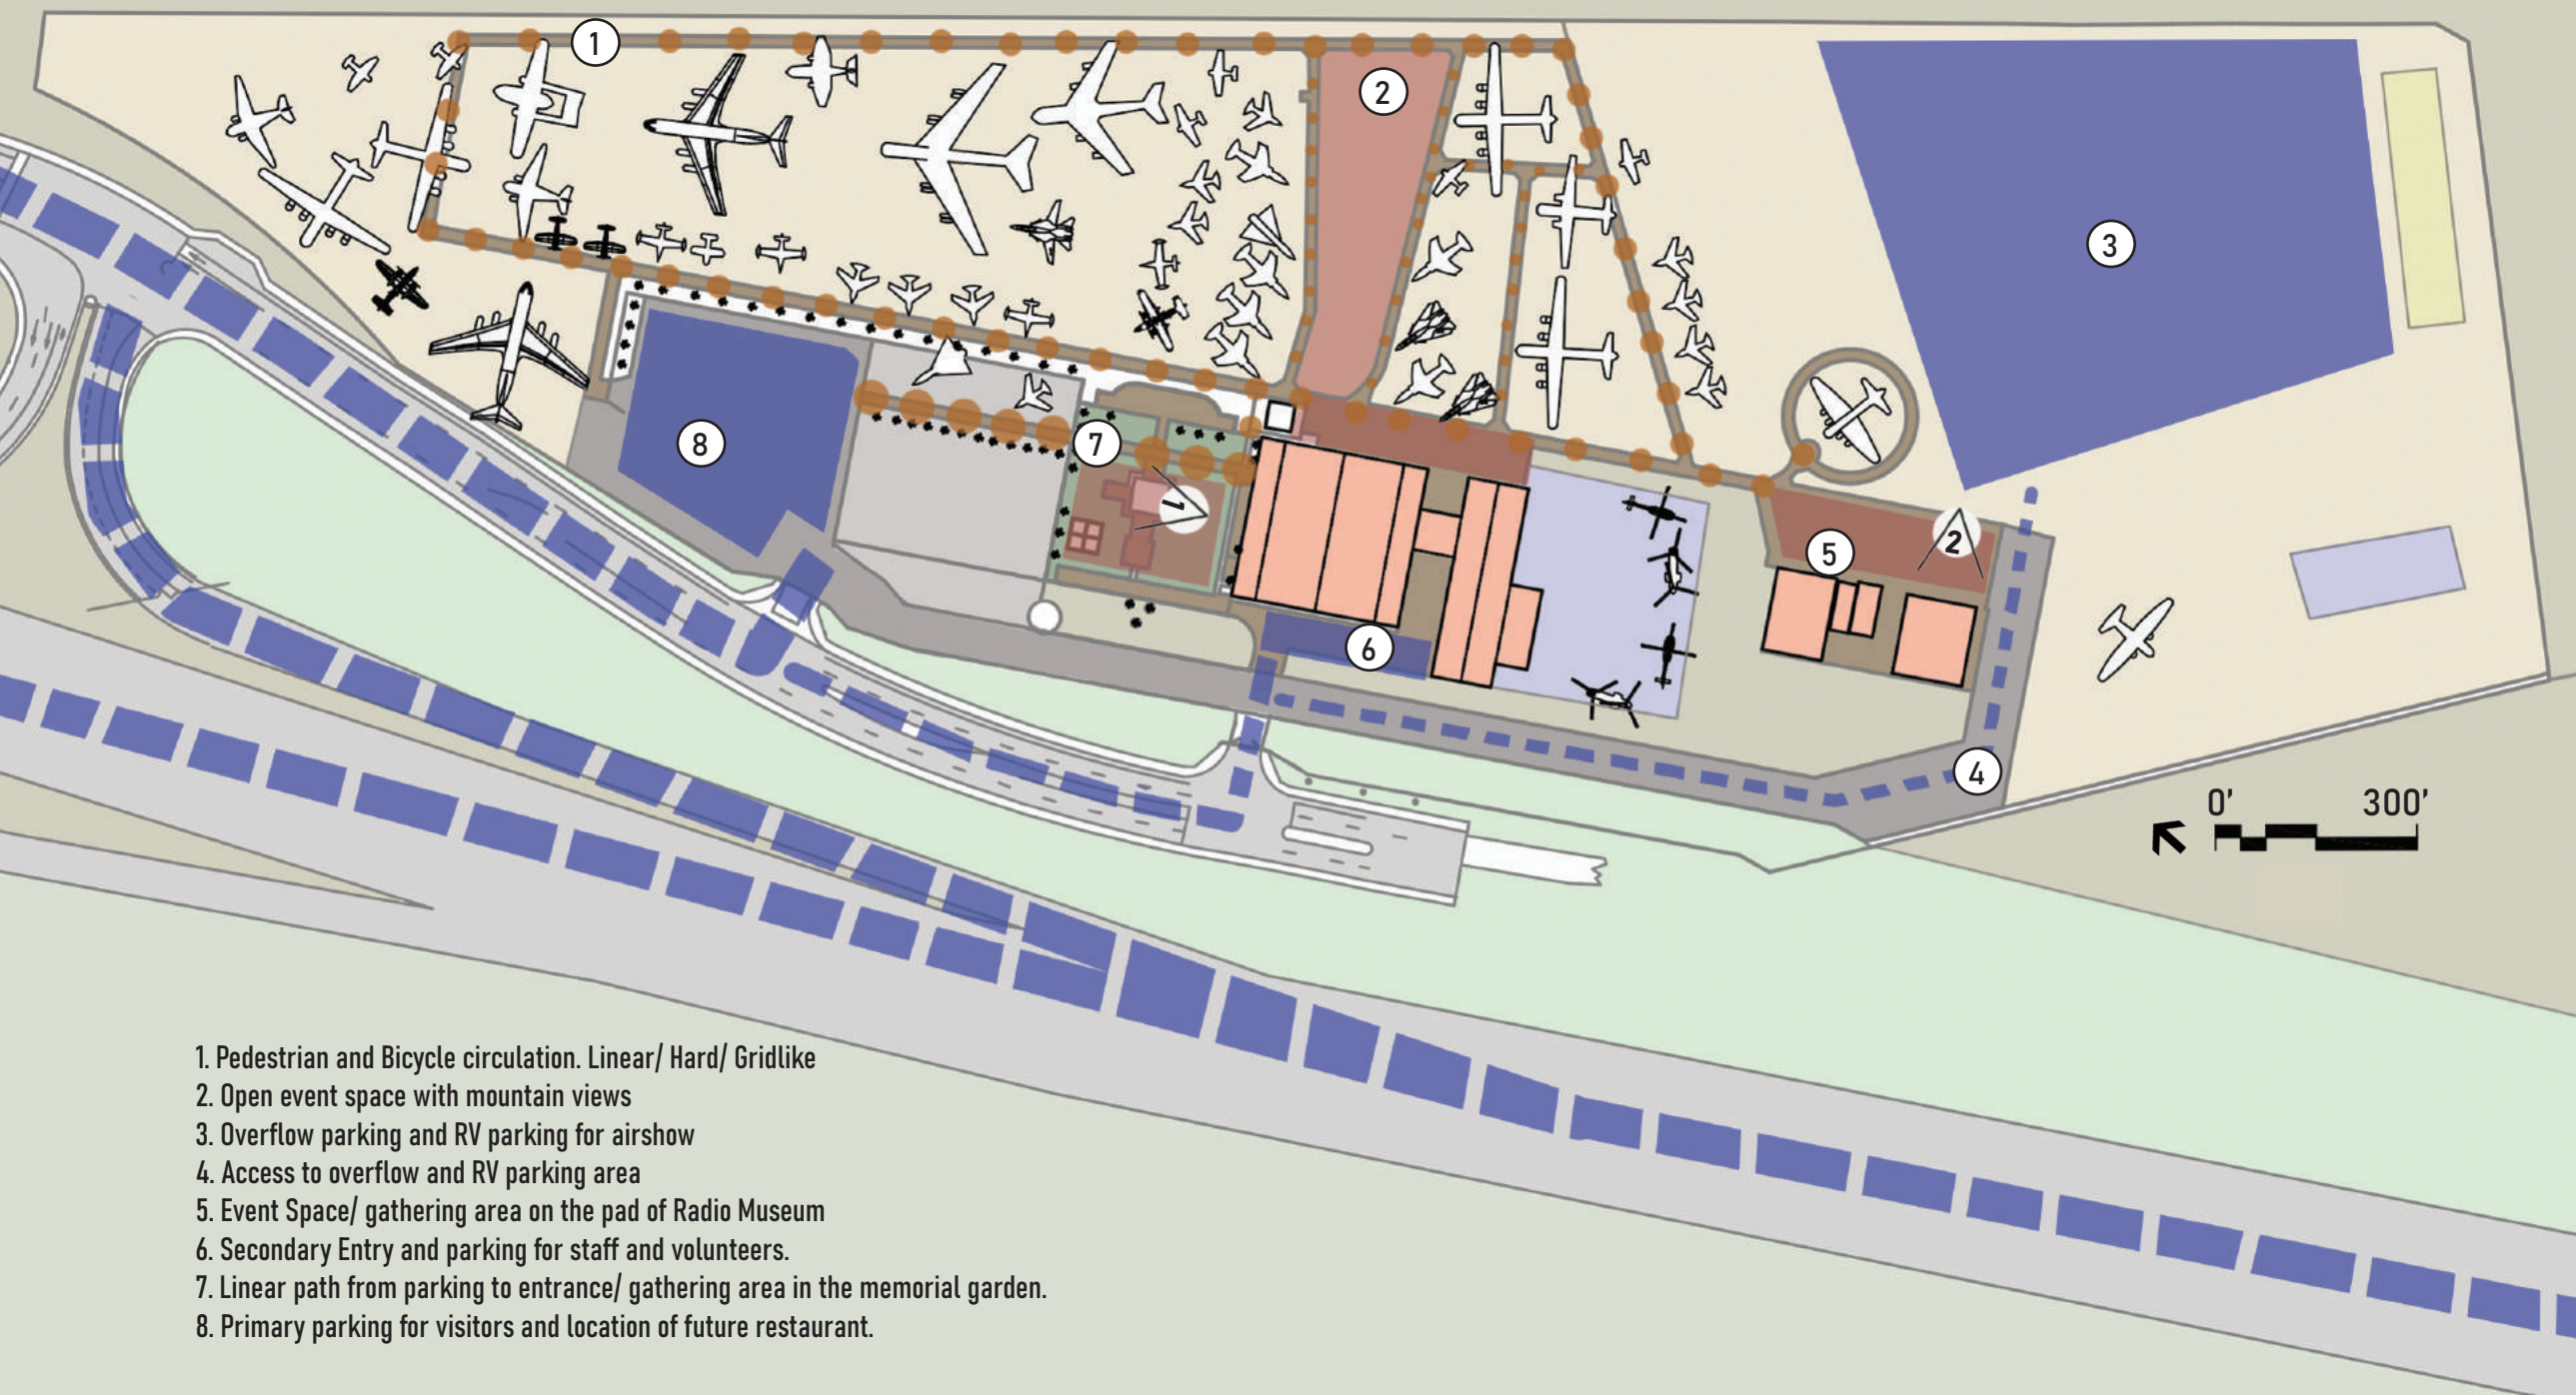 1
2
3
8
7
1
6
5
2
4
0' 300'
1. Pedestrian and Bicycle circulation. Linear/ Hard/ Gridlike
2. Open event space with mountain views
3. Overflow parking and RV parking for airshow
4. Access to overflow and RV parking area
5. Event Space/ gathering area on the pad of Radio Museum
6. Secondary Entry and parking for staff and volunteers.
7. Linear path from parking to entrance/ gathering area in the memorial garden.
8. Primary parking for visitors and location of future restaurant.